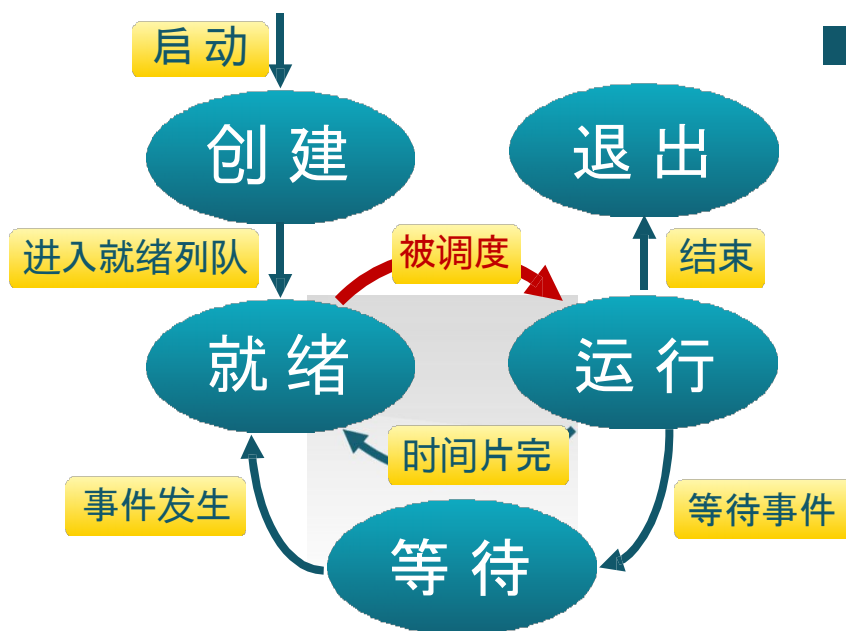 启 动
创 建
退 出
进入就绪列队
被调度
结束
就 绪
运 行
时间片完
事件发生
等待事件
等 待